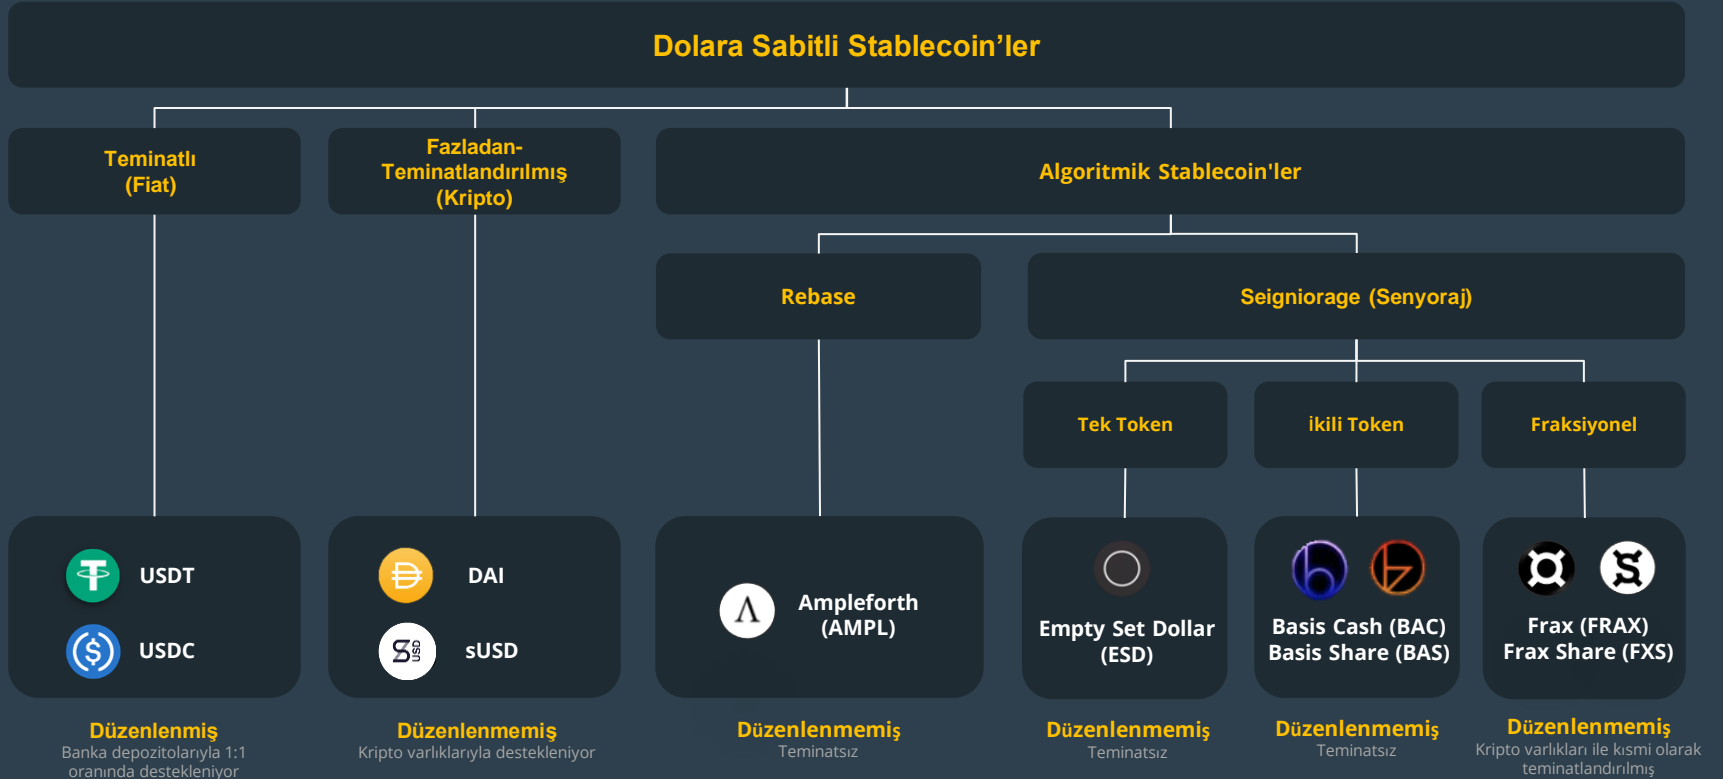 Dolara Sabitli Stablecoin’ler
Teminatlı
(Fiat)
Fazladan-
Teminatlandırılmış
(Kripto)
Algoritmik Stablecoin'ler
Rebase
Seigniorage (Senyoraj)
Tek Token
İkili Token
Fraksiyonel
USDT
USDC
DAI
sUSD
Ampleforth
(AMPL)
Empty Set Dollar
(ESD)
Basis Cash (BAC)
Basis Share (BAS)
Frax (FRAX)
Frax Share (FXS)
Düzenlenmiş
Banka depozitolarıyla 1:1
oranında destekleniyor
Düzenlenmemiş
Kripto varlıklarıyla destekleniyor
Düzenlenmemiş
Teminatsız
Düzenlenmemiş
Teminatsız
Düzenlenmemiş
Teminatsız
Düzenlenmemiş
Kripto varlıkları ile kısmi olarak
teminatlandırılmış